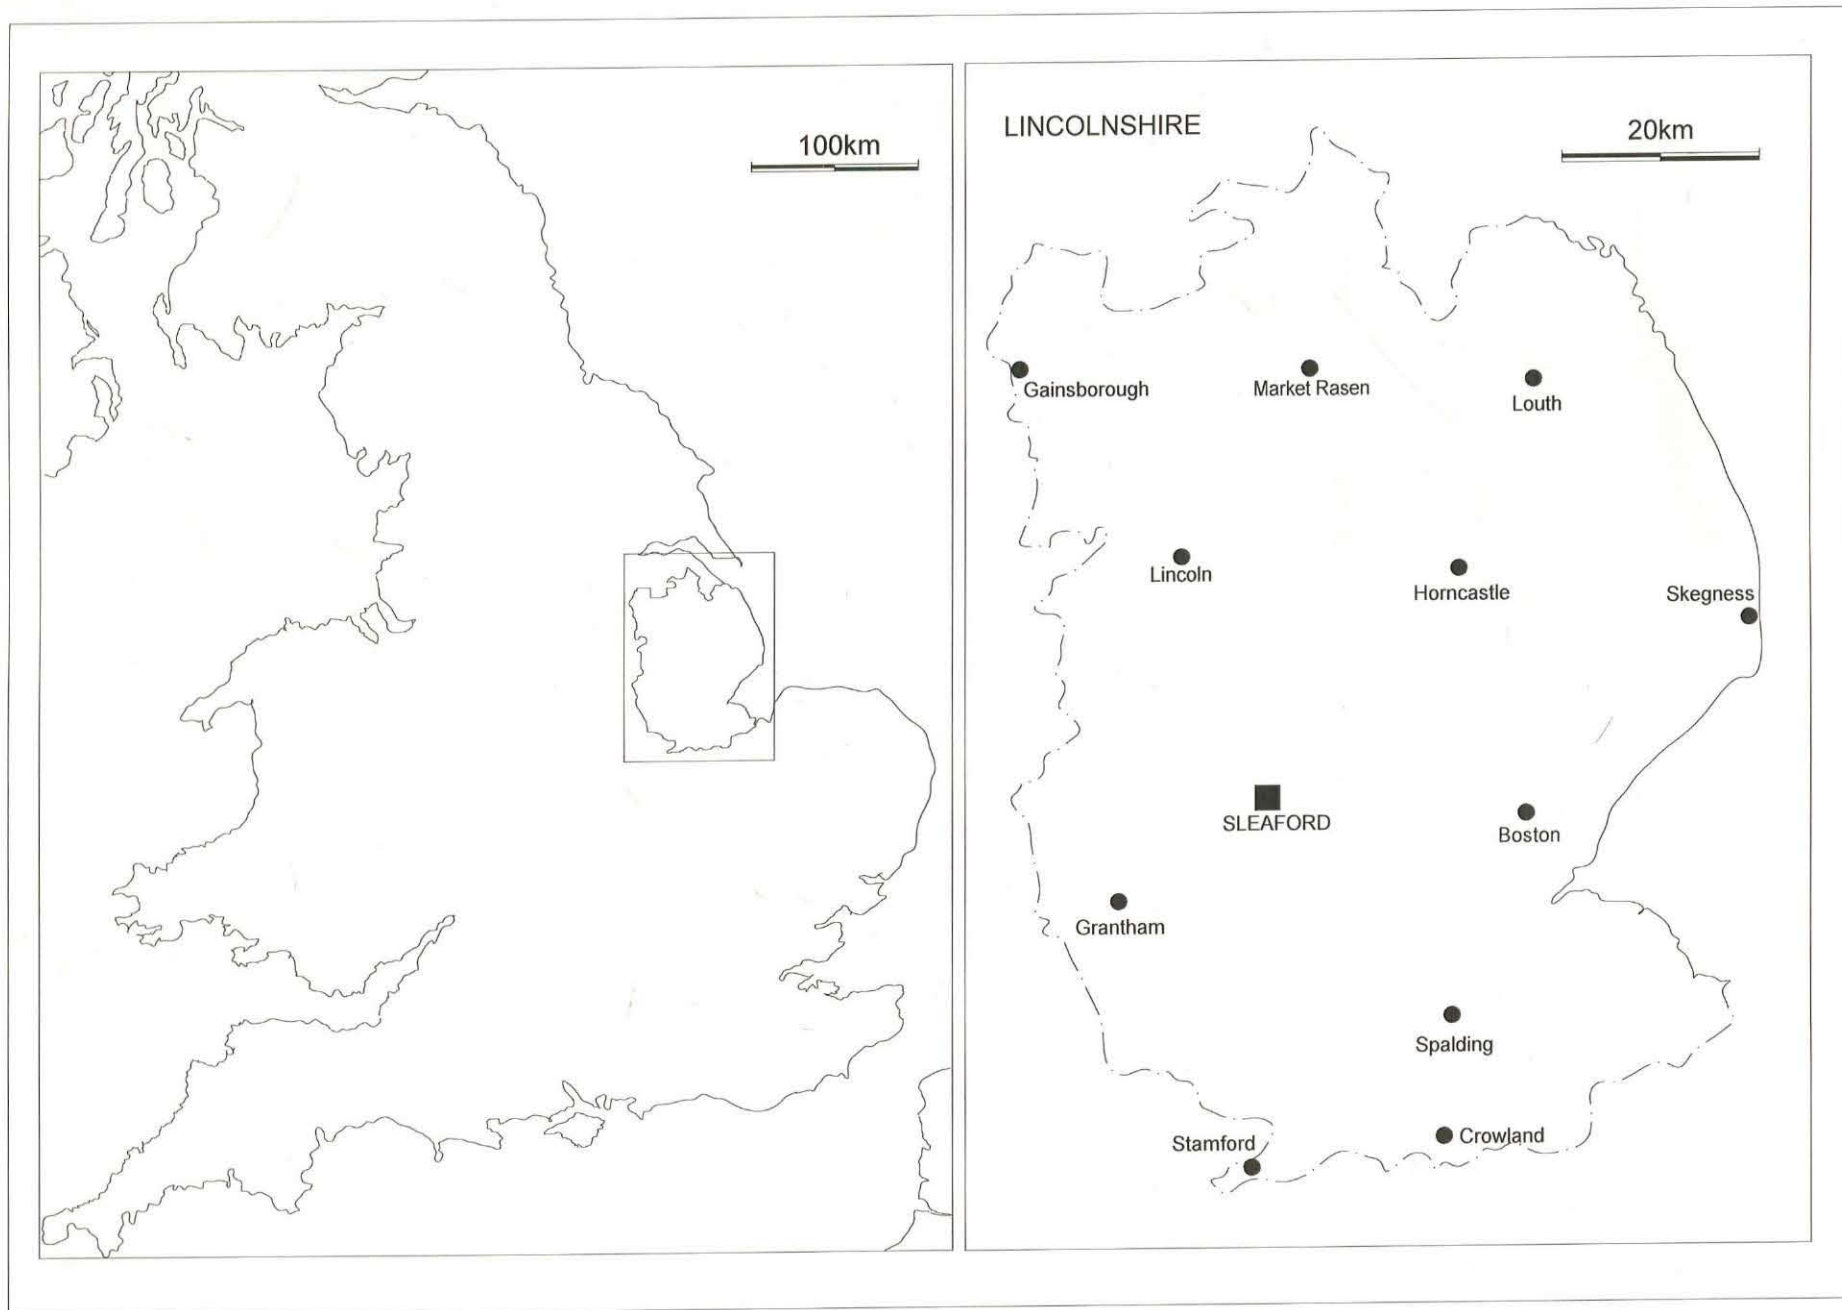 100km
LINCOLNSHIRE
20km
Gainsborough
Market Rasen
Louth
Lincoln
Horncastle
Skegness
SLEAFORD
Boston
Grantham
Spalding
Stamford
Crowland